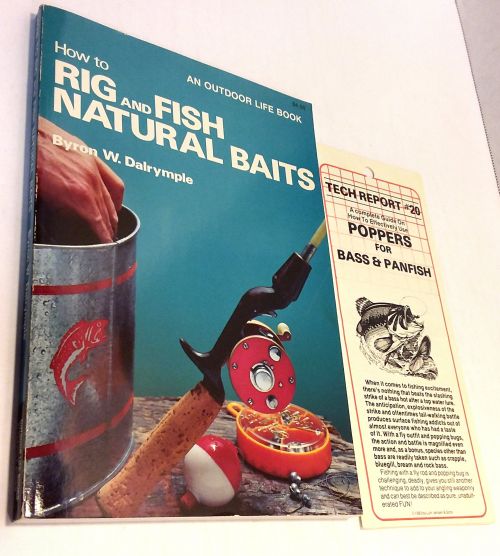 AN OUTDOOR LIFE BOOK
How to
RIG AND FISH
NATURAL BAITS
Byron W. Dalrymple
TECH REPORT #20
A complete Guide On
How To Effectively Use
POPPERS
FOR
BASS & PANFISH
When it comes to fishing excitement,
there's nothing that beats the slashing
strike of a bass hot after a top water lure.
The anticipation, explosiveness of the
strike and oftentimes tail-walking battle
produces surface fishing addicts out of
almost everyone who has had a taste
of it. With a fly outfit and popping bugs,
the action and battle is magnified even
more and, as a bonus, species other than
bass are readily taken such as crappie,
bluegill, bream and rock bass.
Fishing with a fly rod and popping bug is
challenging, deadly, gives you still another
technique to add to your angling weaponry
and can best be described as pure, unadult-
erated FUN!